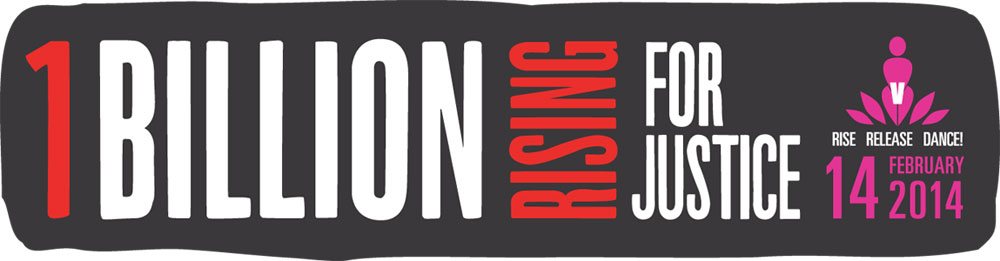 1 BILLION
RISING
FOR
JUSTICE
V
RISE RELEASE DANCE!
14 FEBRUARY
2014